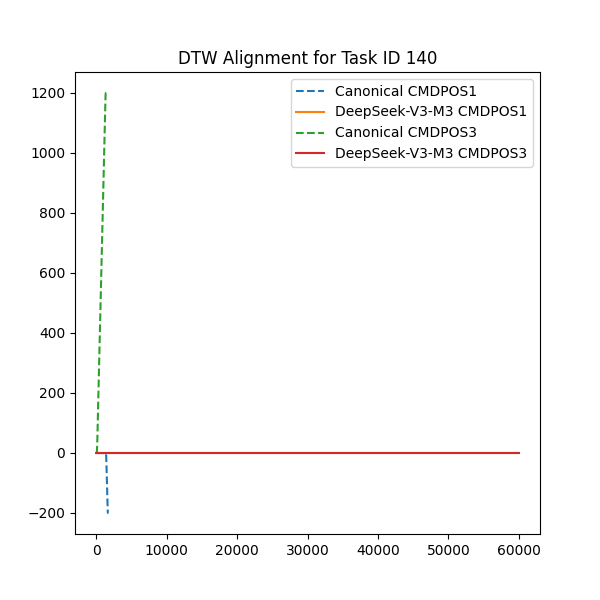 DTW Alignment for Task ID 140
Canonical CMDPOS1
DeepSeek-V3-M3 CMDPOS1
Canonical CMDPOS3
DeepSeek-V3-M3 CMDPOS3
1200
1000
800
600
400
200
0
−200
0 10000 20000 30000 40000 50000 60000